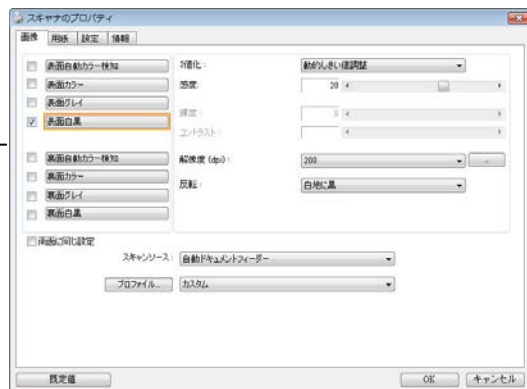 スキャナのプロパティ
画像 用紙 設定 情報
表面自動カラー検知
表面カラー
表面グレイ
表面白黒
裏面自動カラー検知
裏面カラー
裏面グレイ
裏面白黒
2値化：
動的しきい値調整
感度：
20
輝度：
0
コントラスト：
解像度 (dpi)：
200
反転：
白地に黒
両面に同じ設定
スキャンソース：
自動ドキュメントフィーダー
プロファイル...
カスタム
既定値
OK
キャンセル